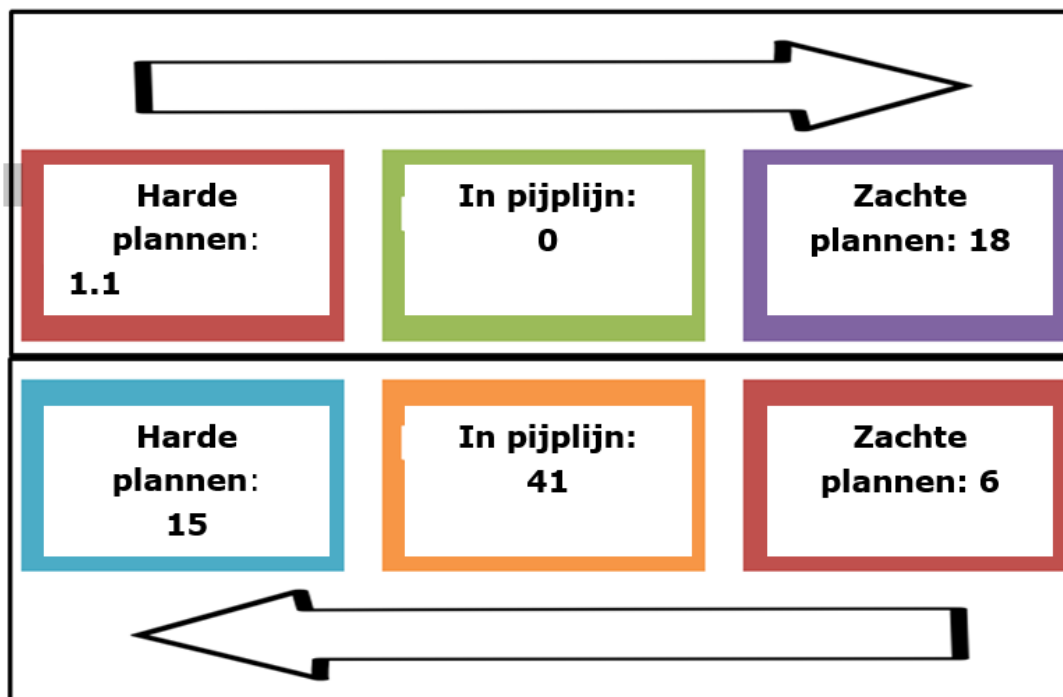 Harde
plannen:
1.1
In pijplijn:
0
Zachte
plannen: 18
Harde
plannen:
15
In pijplijn:
41
Zachte
plannen: 6